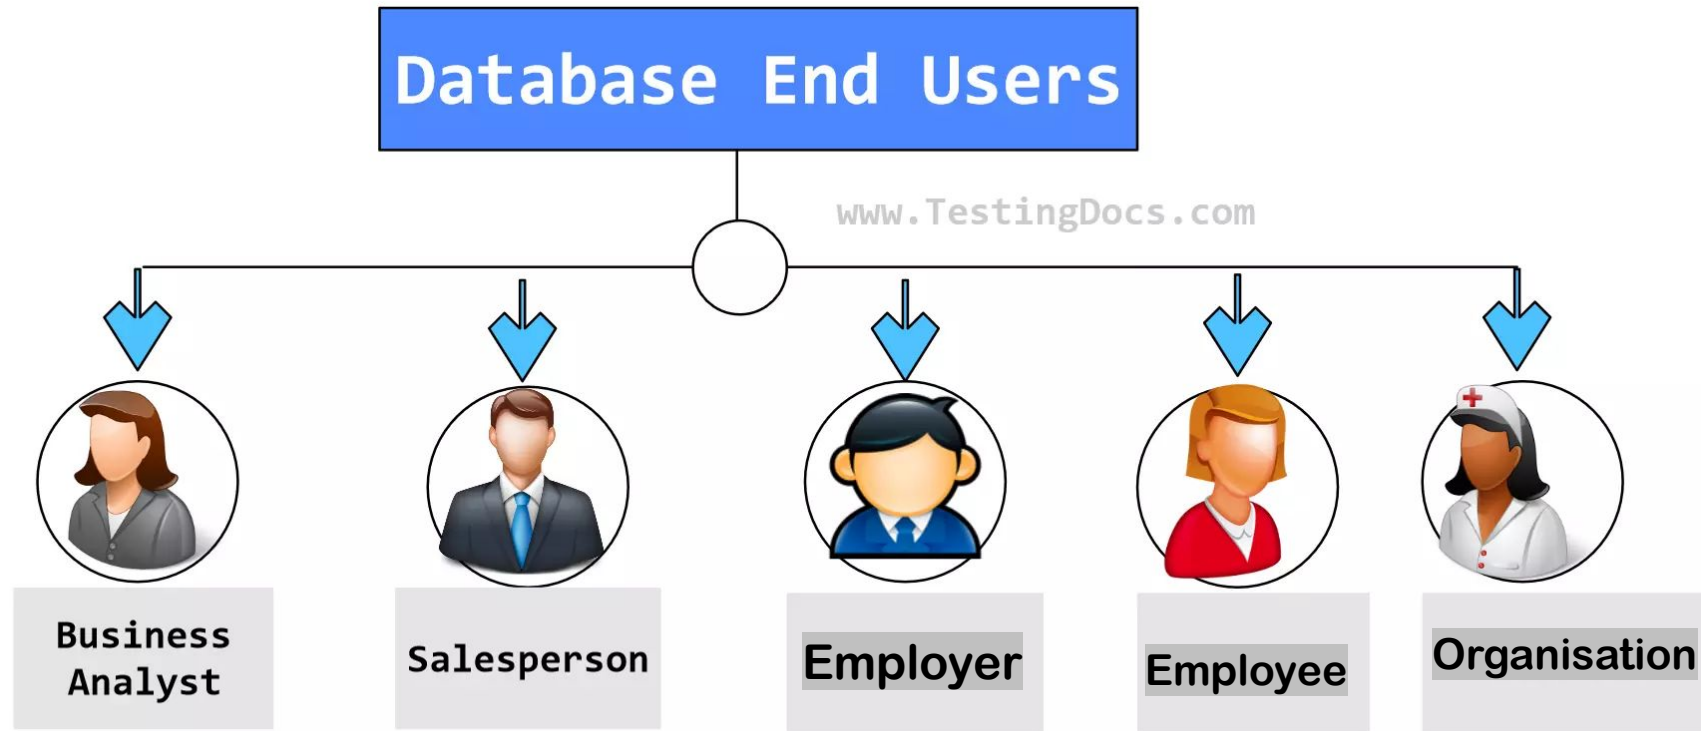 Database End Users
www.TestingDocs.com
Business
Analyst
Salesperson
Employer
Employee
Organisation